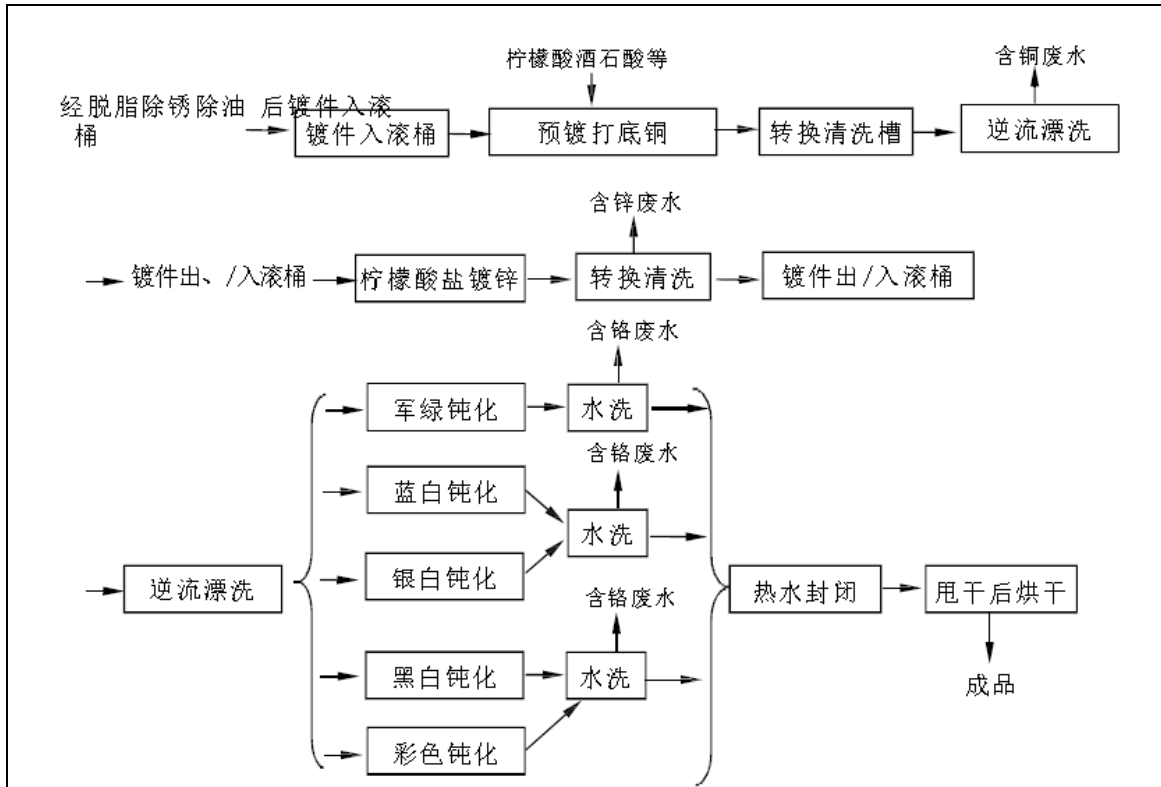 柠檬酸酒石酸等
含铜废水
经脱脂除锈除油 后镀件入滚
桶
镀件入滚桶
预镀打底铜
转换清洗槽
逆流漂洗
含锌废水
镀件出、/入滚桶
柠檬酸盐镀锌
转换清洗
镀件出/入滚桶
含铬废水
军绿钝化
水洗
含铬废水
蓝白钝化
水洗
银白钝化
逆流漂洗
热水封闭
甩干后烘干
含铬废水
黑白钝化
水洗
成品
彩色钝化